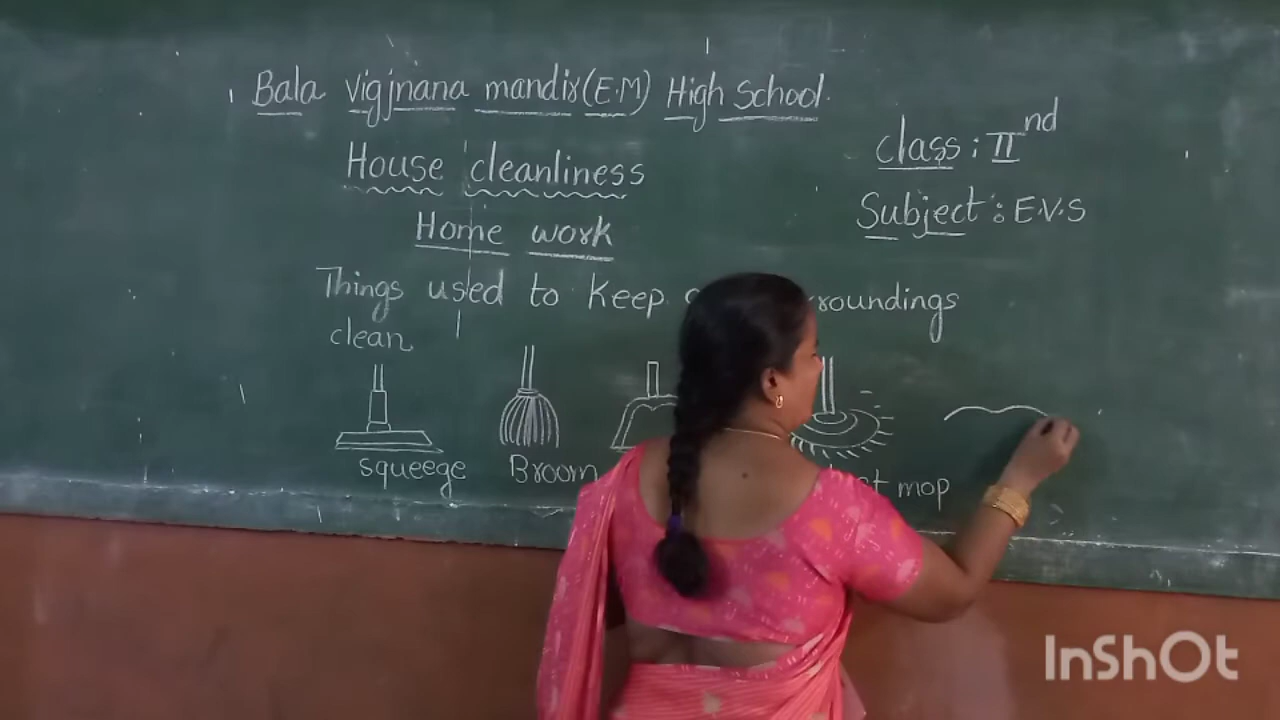 Bala Vigjnana mandir (E.M) High School.
class : II nd
House cleanliness
Subject : E.V.S
Home work
Things used to Keep roundings
clean
squeege Broom mop
InShOt